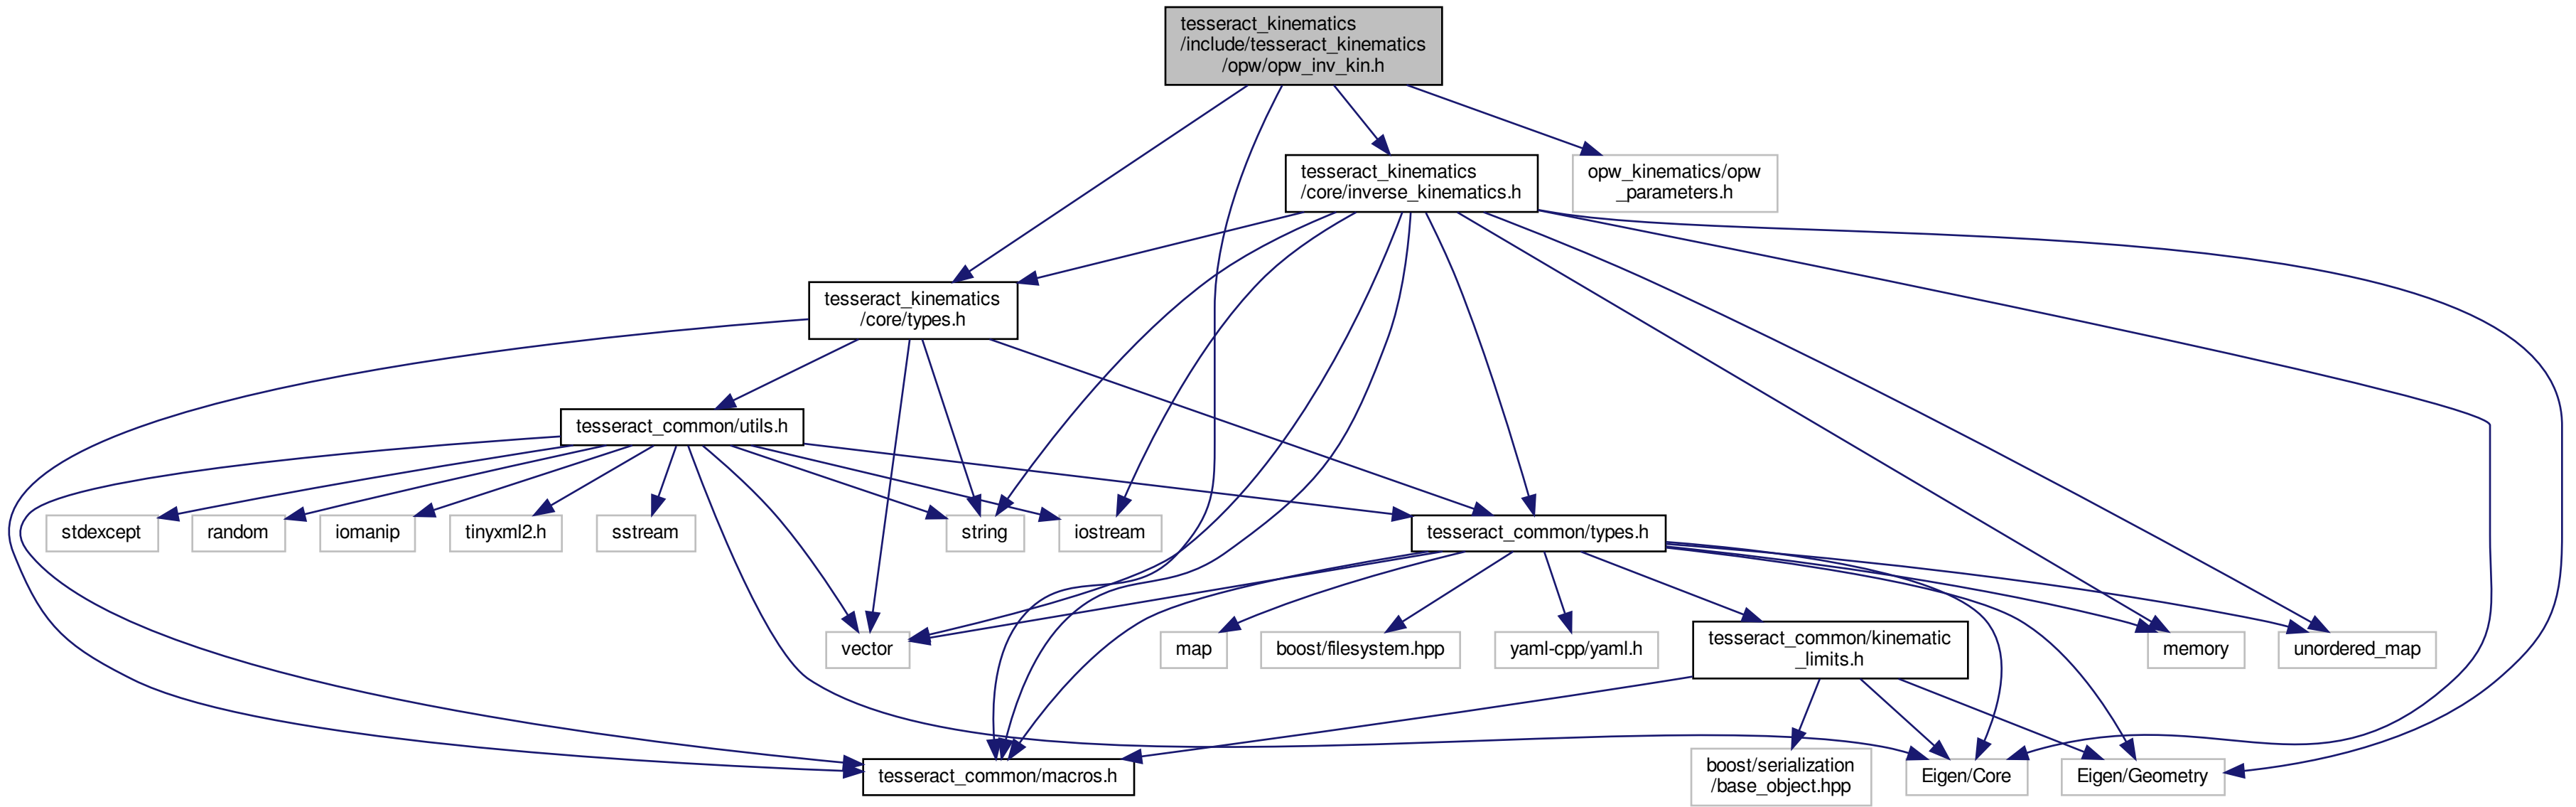 tesseract_kinematics
/include/tesseract_kinematics
/opw/opw_inv_kin.h
tesseract_kinematics
/core/inverse_kinematics.h
opw_kinematics/opw
_parameters.h
tesseract_kinematics
/core/types.h
tesseract_common/utils.h
stdexcept
random
iomanip
tinyxml2.h
sstream
string
iostream
tesseract_common/types.h
vector
map
boost/filesystem.hpp
yaml-cpp/yaml.h
tesseract_common/kinematic
_limits.h
memory
unordered_map
tesseract_common/macros.h
boost/serialization
/base_object.hpp
Eigen/Core
Eigen/Geometry